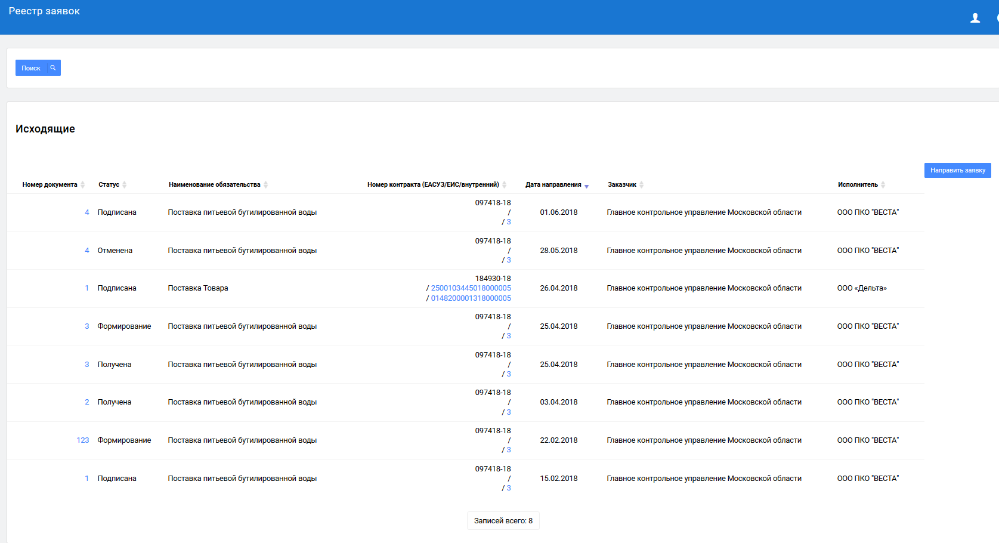 Реестр заявок
Поиск
Исходящие
Направить заявку
Номер документа Статус Наименование обязательства Номер контракта (ЕАСУЗ/ЕИС/внутренний) Дата направления Заказчик Исполнитель
097418-18
4 Подписана Поставка питьевой бутилированной воды / 01.06.2018 Главное контрольное управление Московской области ООО ПКО "ВЕСТА"
/ 3
097418-18
4 Отменена Поставка питьевой бутилированной воды / 28.05.2018 Главное контрольное управление Московской области ООО ПКО "ВЕСТА"
/ 3
184930-18
1 Подписана Поставка Товара / 2500103445018000005 26.04.2018 Главное контрольное управление Московской области ООО «Дельта»
/ 0148200001318000005
097418-18
3 Формирование Поставка питьевой бутилированной воды / 25.04.2018 Главное контрольное управление Московской области ООО ПКО "ВЕСТА"
/ 3
097418-18
3 Получена Поставка питьевой бутилированной воды / 25.04.2018 Главное контрольное управление Московской области ООО ПКО "ВЕСТА"
/ 3
097418-18
2 Получена Поставка питьевой бутилированной воды / 03.04.2018 Главное контрольное управление Московской области ООО ПКО "ВЕСТА"
/ 3
097418-18
123 Формирование Поставка питьевой бутилированной воды / 22.02.2018 Главное контрольное управление Московской области ООО ПКО "ВЕСТА"
/ 3
097418-18
1 Подписана Поставка питьевой бутилированной воды / 15.02.2018 Главное контрольное управление Московской области ООО ПКО "ВЕСТА"
/ 3
Записей всего: 8